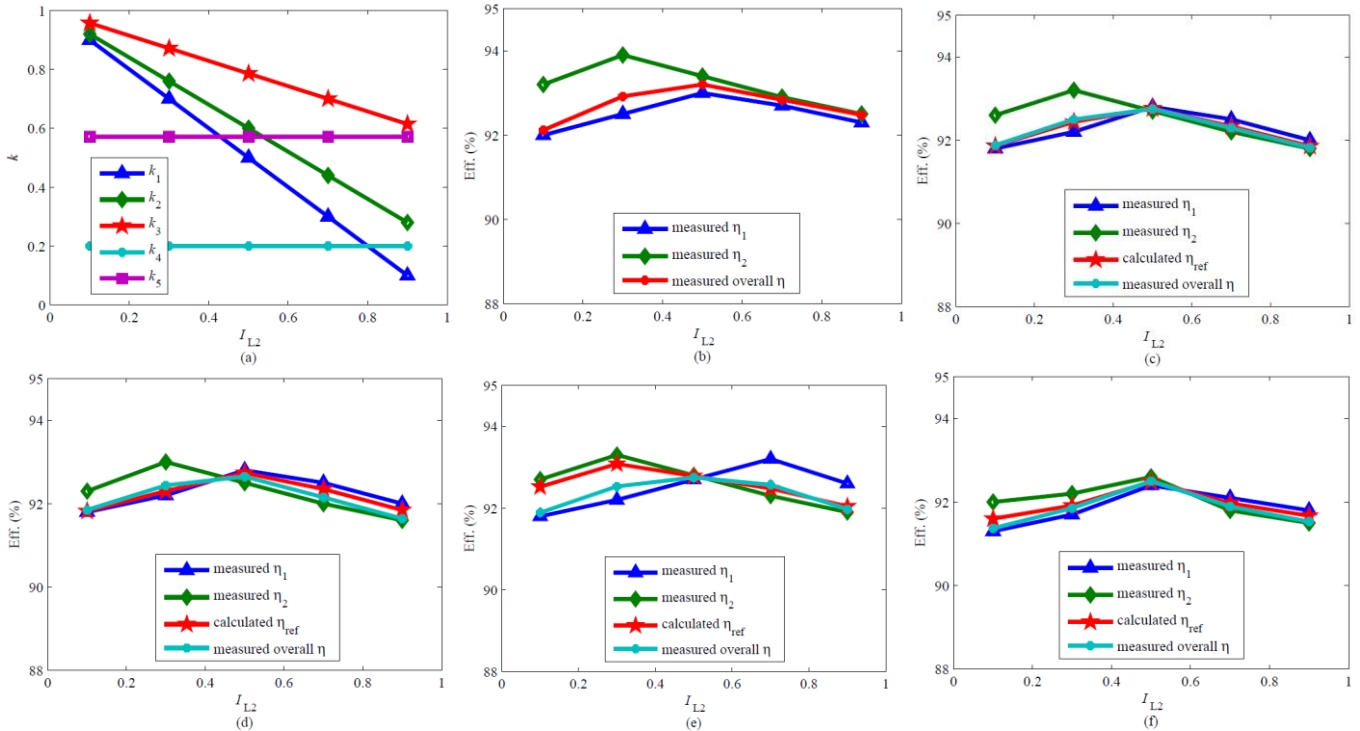 1
0.8
0.6
0.4
0.2
0
k
k1
k2
k3
k4
k5
0 0.2 0.4 0.6 0.8 1
IL2
(a)
95
94
92
90
88
Eff. (%)
measured η1
measured η2
measured overall η
0 0.2 0.4 0.6 0.8 1
IL2
(b)
95
94
92
90
88
Eff. (%)
measured η1
measured η2
calculated ηref
measured overall η
0 0.2 0.4 0.6 0.8 1
IL2
(c)
95
94
92
90
88
Eff. (%)
measured η1
measured η2
calculated ηref
measured overall η
0 0.2 0.4 0.6 0.8 1
IL2
(d)
95
94
92
90
88
Eff. (%)
measured η1
measured η2
calculated ηref
measured overall η
0 0.2 0.4 0.6 0.8 1
IL2
(e)
95
94
92
90
88
Eff. (%)
measured η1
measured η2
calculated ηref
measured overall η
0 0.2 0.4 0.6 0.8 1
IL2
(f)